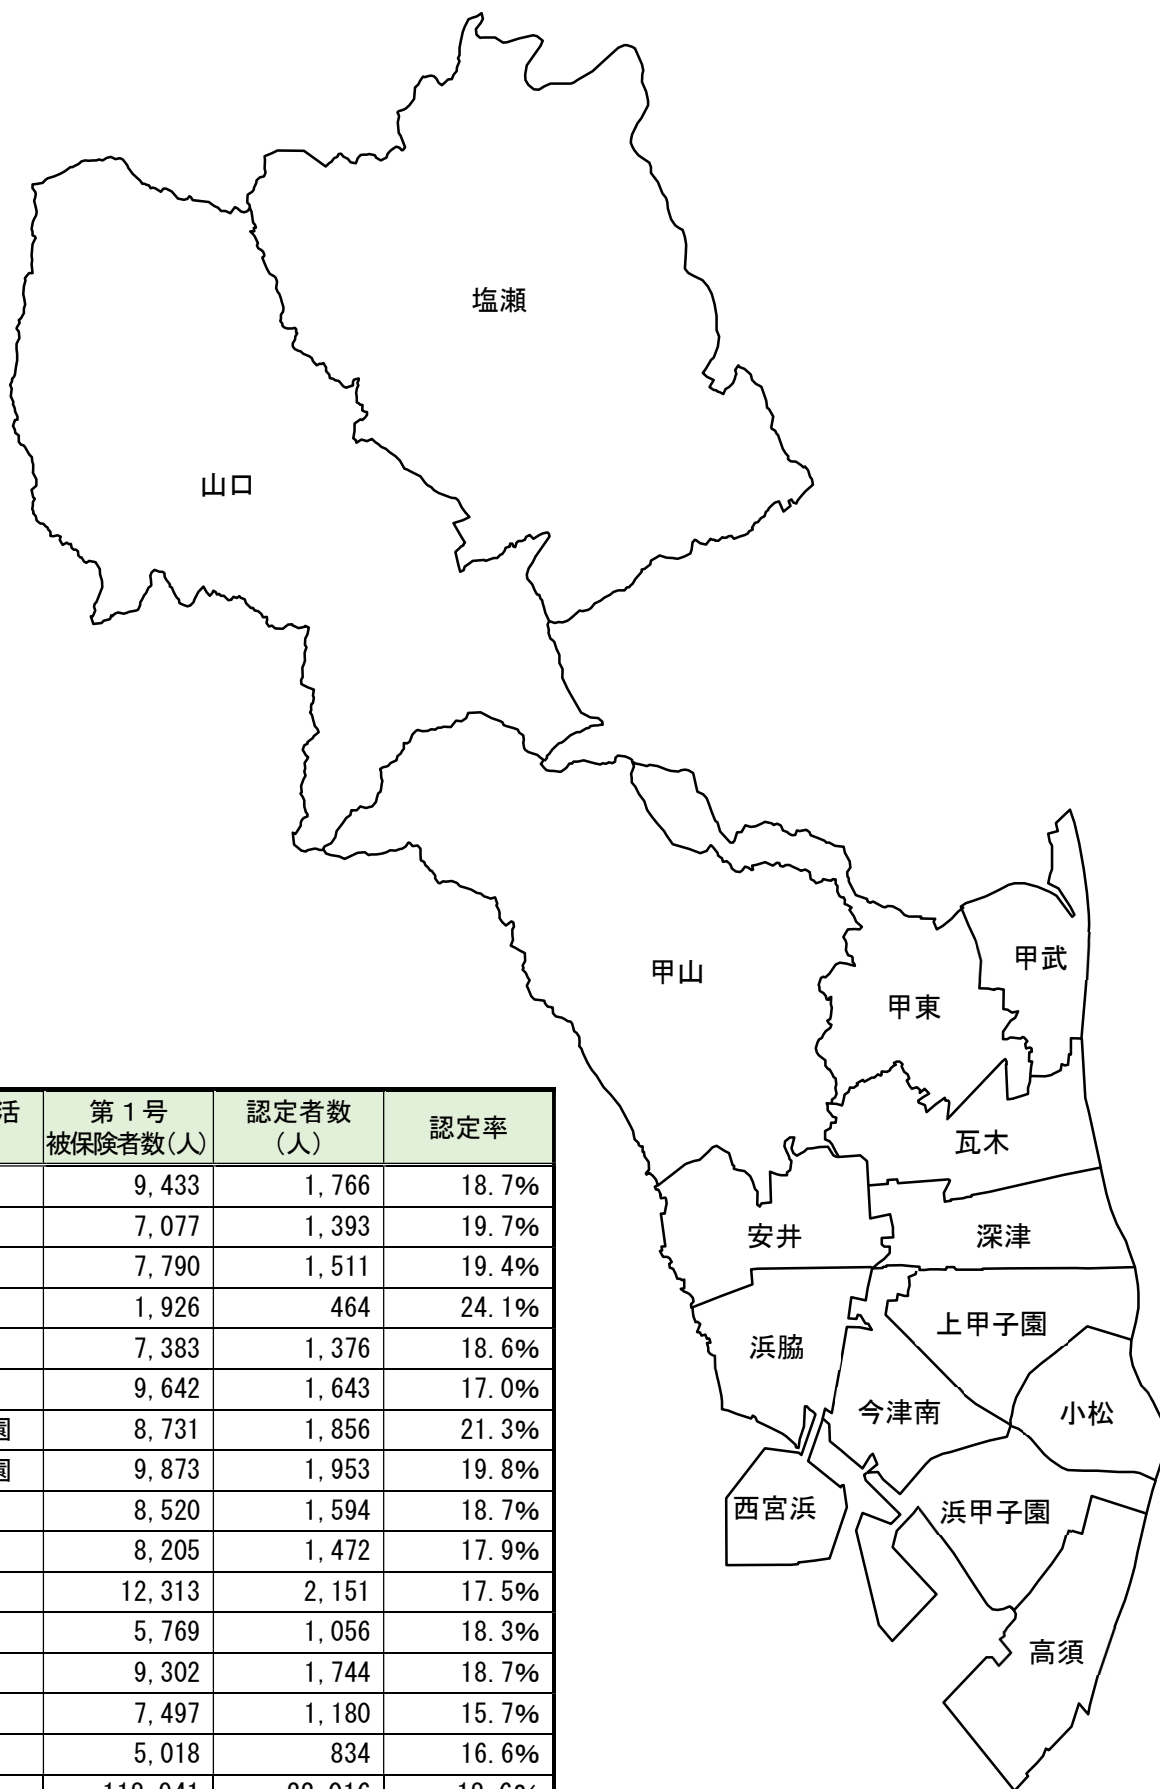 塩瀬
山口
甲山
甲武
甲東
瓦木
安井
深津
上甲子園
浜脇
今津南
小松
西宮浜
浜甲子園
高須
活 第1号 被保険者数(人) 認定者数 (人) 認定率
9,433 1,766 18.7%
7,077 1,393 19.7%
7,790 1,511 19.4%
1,926 464 24.1%
7,383 1,376 18.6%
9,642 1,643 17.0%
園 8,731 1,856 21.3%
園 9,873 1,953 19.8%
8,520 1,594 18.7%
8,205 1,472 17.9%
12,313 2,151 17.5%
5,769 1,056 18.3%
9,302 1,744 18.7%
7,497 1,180 15.7%
5,018 834 16.6%